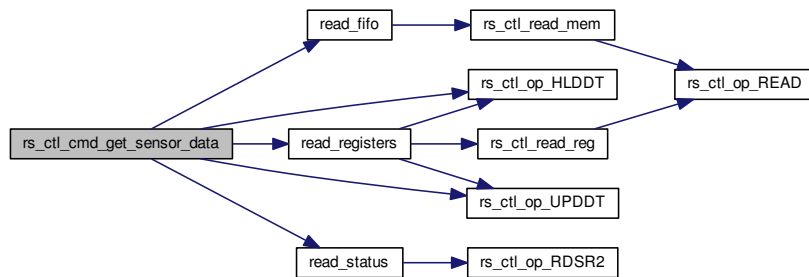 read_fifo
rs_ctl_read_mem
rs_ctl_op_HLDDT
rs_ctl_op_READ
rs_ctl_cmd_get_sensor_data
read_registers
rs_ctl_read_reg
rs_ctl_op_UPDDT
read_status
rs_ctl_op_RDSR2